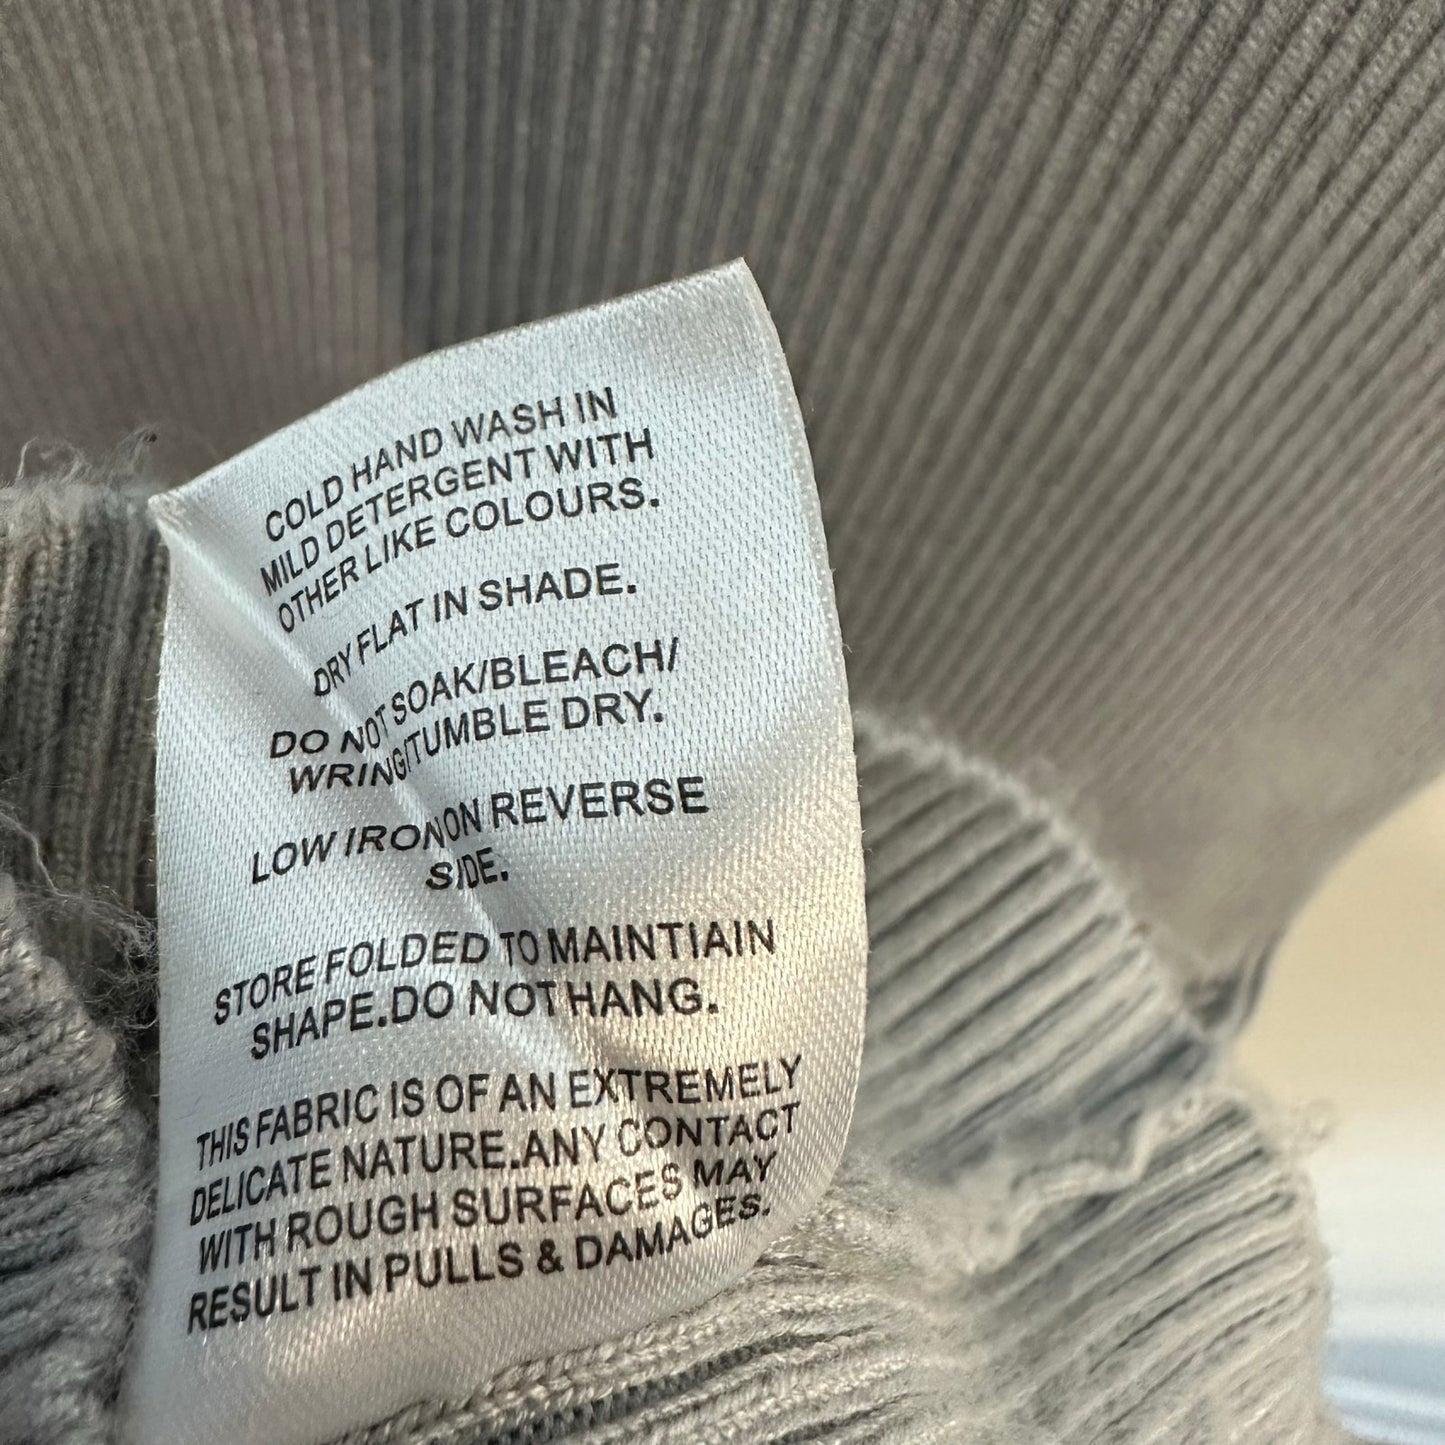 COLD HAND WASH IN
MILD DETERGENT WITH
OTHER LIKE COLOURS.
DRY FLAT IN SHADE.
DO NOT SOAK/BLEACH/
WRING/TUMBLE DRY.
LOW IRON ON REVERSE
SIDE.
STORE FOLDED TO MAINTIAIN
SHAPE.DO NOT HANG.
THIS FABRIC IS OF AN EXTREMELY
DELICATE NATURE.ANY CONTACT
WITH ROUGH SURFACES MAY
RESULT IN PULLS & DAMAGES.